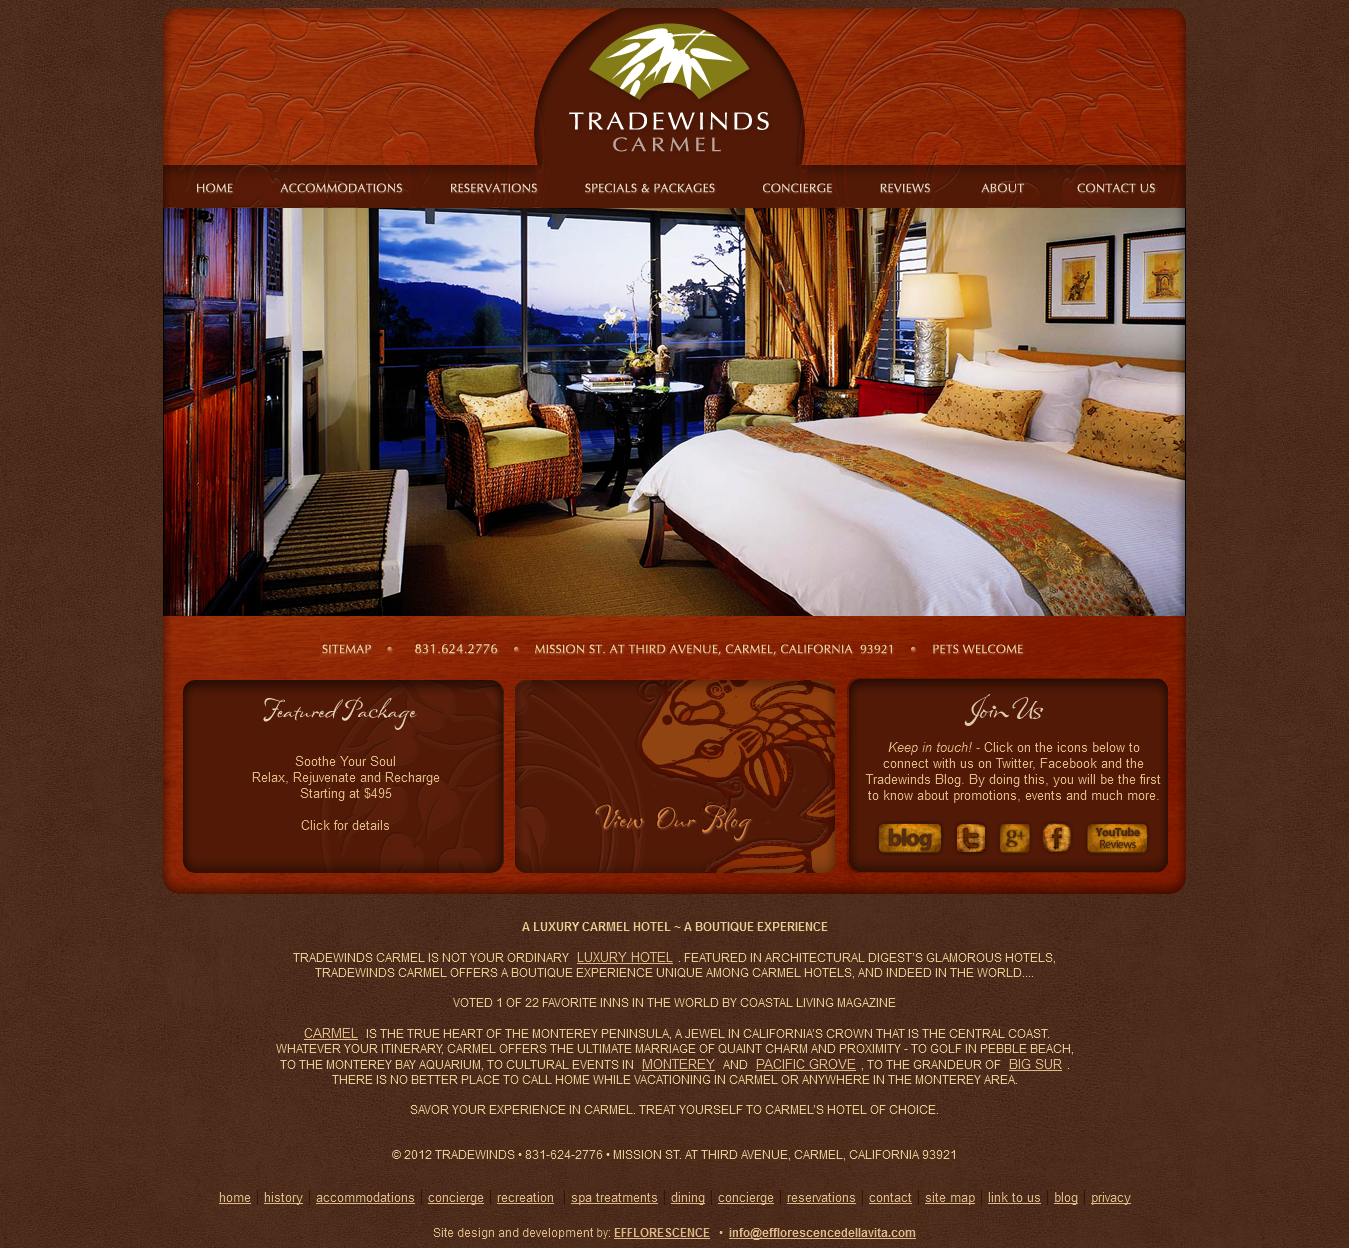 TRADEWINDS
CARMEL
HOME ACCOMMODATIONS RESERVATIONS SPECIALS & PACKAGES CONCIERGE REVIEWS ABOUT CONTACT US
SITEMAP • 831.624.2776 • MISSION ST. AT THIRD AVENUE, CARMEL, CALIFORNIA 93921 • PETS WELCOME
Featured Package
Soothe Your Soul
Relax, Rejuvenate and Recharge
Starting at $495
Click for details
View Our Blog
Join Us
Keep in touch! - Click on the icons below to
connect with us on Twitter, Facebook and the
Tradewinds Blog. By doing this, you will be the first
to know about promotions, events and much more.
blog t g+ f YouTube
Reviews
A LUXURY CARMEL HOTEL ~ A BOUTIQUE EXPERIENCE
TRADEWINDS CARMEL IS NOT YOUR ORDINARY LUXURY HOTEL . FEATURED IN ARCHITECTURAL DIGEST'S GLAMOROUS HOTELS,
TRADEWINDS CARMEL OFFERS A BOUTIQUE EXPERIENCE UNIQUE AMONG CARMEL HOTELS, AND INDEED IN THE WORLD....
VOTED 1 OF 22 FAVORITE INNS IN THE WORLD BY COASTAL LIVING MAGAZINE
CARMEL IS THE TRUE HEART OF THE MONTEREY PENINSULA, A JEWEL IN CALIFORNIA'S CROWN THAT IS THE CENTRAL COAST.
WHATEVER YOUR ITINERARY, CARMEL OFFERS THE ULTIMATE MARRIAGE OF QUAINT CHARM AND PROXIMITY - TO GOLF IN PEBBLE BEACH,
TO THE MONTEREY BAY AQUARIUM, TO CULTURAL EVENTS IN MONTEREY AND PACIFIC GROVE , TO THE GRANDEUR OF BIG SUR .
THERE IS NO BETTER PLACE TO CALL HOME WHILE VACATIONING IN CARMEL OR ANYWHERE IN THE MONTEREY AREA.
SAVOR YOUR EXPERIENCE IN CARMEL. TREAT YOURSELF TO CARMEL'S HOTEL OF CHOICE.
© 2012 TRADEWINDS • 831-624-2776 • MISSION ST. AT THIRD AVENUE, CARMEL, CALIFORNIA 93921
home | history | accommodations | concierge | recreation | spa treatments | dining | concierge | reservations | contact | site map | link to us | blog | privacy
Site design and development by: EFFLORESCENCE • info@efflorescencedellavita.com